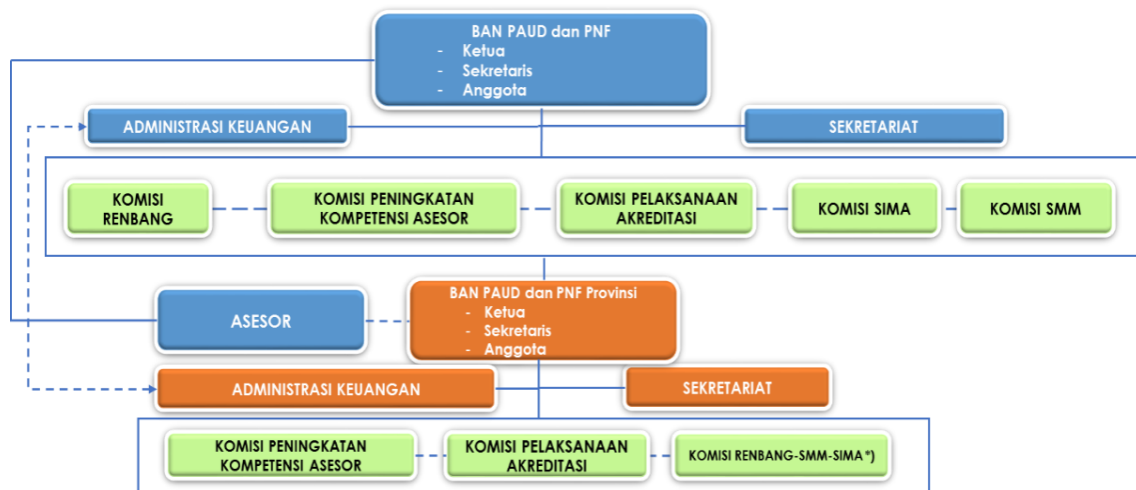 BAN PAUD dan PNF
- Ketua
- Sekretaris
- Anggota
ADMINISTRASI KEUANGAN
SEKRETARIAT
KOMISI
RENBANG
KOMISI PENINGKATAN
KOMPETENSI ASESOR
KOMISI PELAKSANAAN
AKREDITASI
KOMISI SIMA
KOMISI SMM
ASESOR
BAN PAUD dan PNF Provinsi
- Ketua
- Sekretaris
- Anggota
ADMINISTRASI KEUANGAN
SEKRETARIAT
KOMISI PENINGKATAN
KOMPETENSI ASESOR
KOMISI PELAKSANAAN
AKREDITASI
KOMISI RENBANG-SMM-SIMA *)